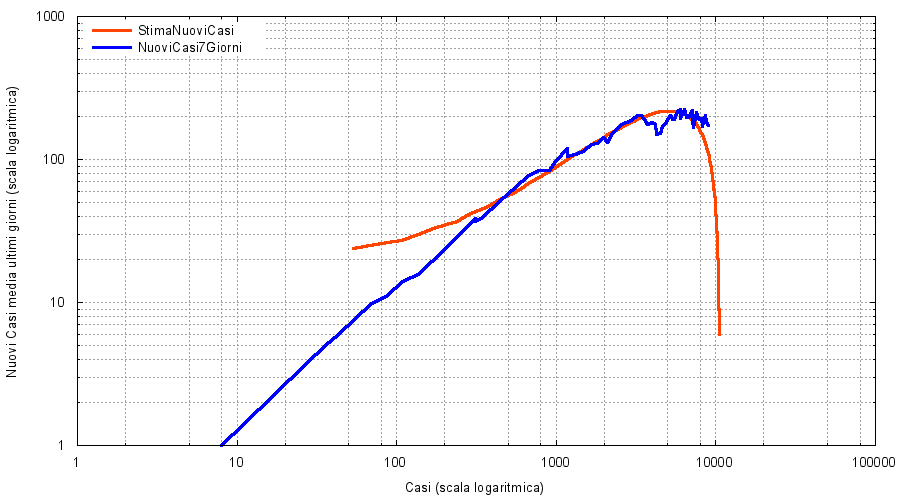 1000
StimaNuoviCasi
NuoviCasi7Giorni
100
10
1
Nuovi Casi media ultimi giorni (scala logaritmica)
1 10 100 1000 10000 100000
Casi (scala logaritmica)